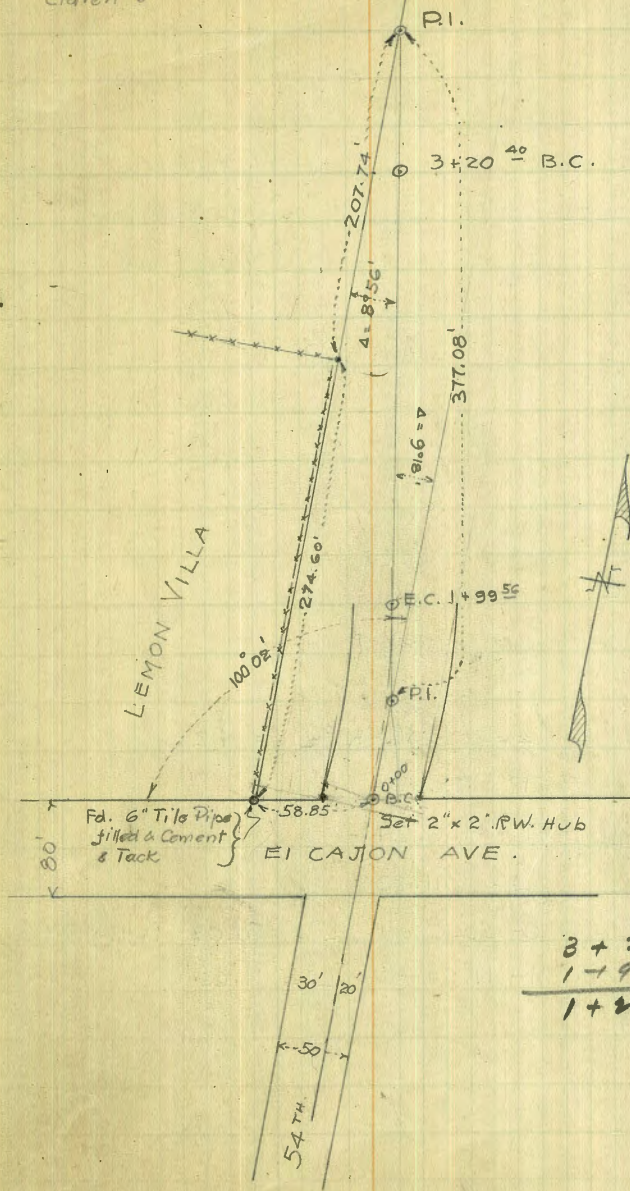 P.I.
3+20 40 B.C.
207.74'
Δ = 8°56'
377.08'
Δ = 9°18'
274.60'
E.C. 1+99 56
LEMON VILLA
100°02'
P.I.
0+00
B.C.
58.85'
Fd. 6" Tile Pipe
filled & Cement
& Tack
Set 2"x2" RW. Hub
80'
El CAJON AVE.
30'
20'
50
54TH.
3 +
1 + 9
1 + 2